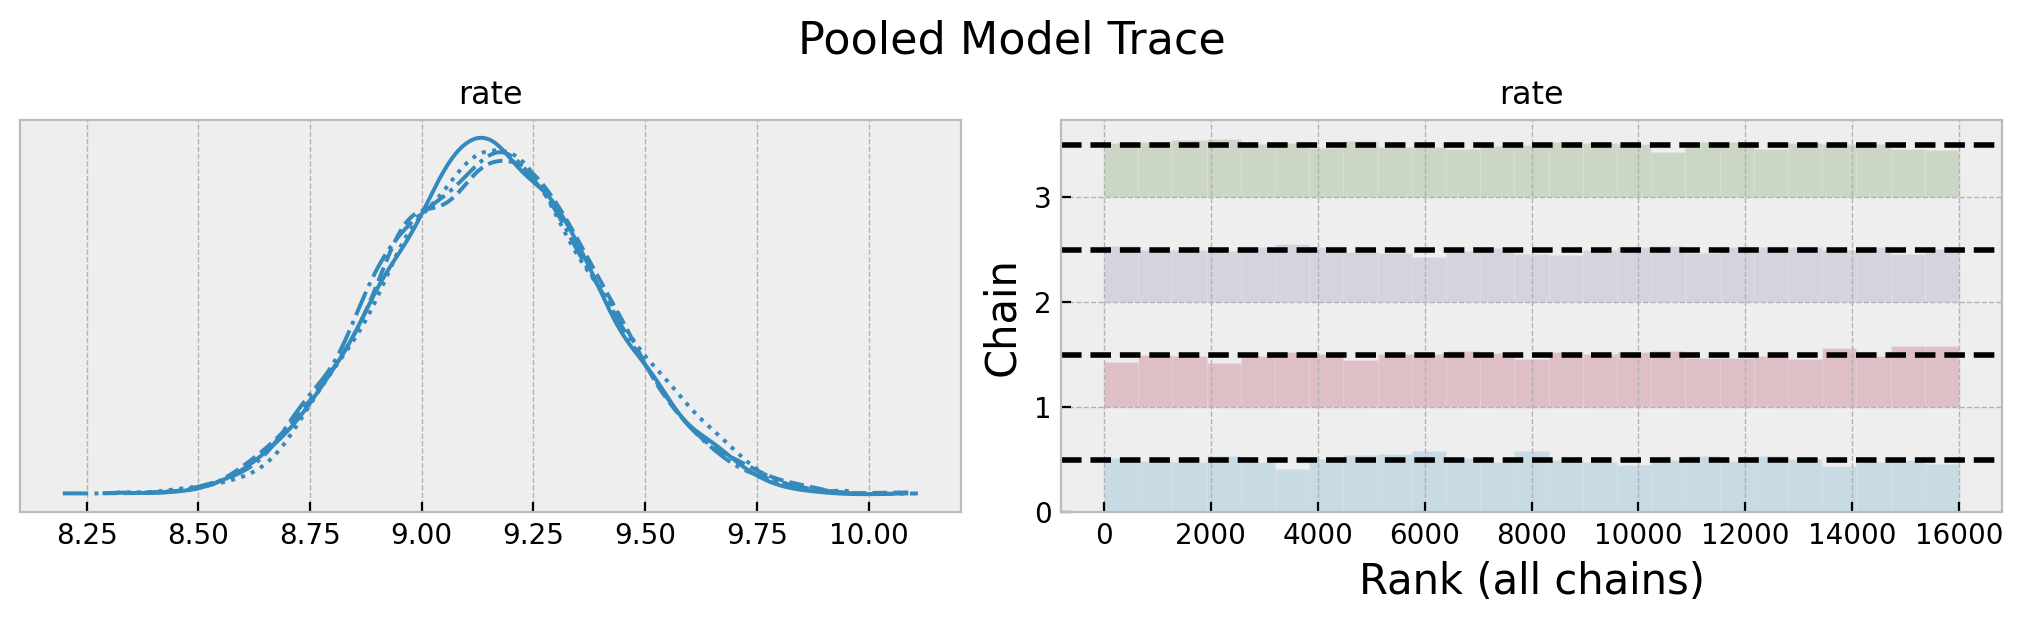 Pooled Model Trace
rate
8.25 8.50 8.75 9.00 9.25 9.50 9.75 10.00
rate
Chain
3
2
1
0
0 2000 4000 6000 8000 10000 12000 14000 16000
Rank (all chains)